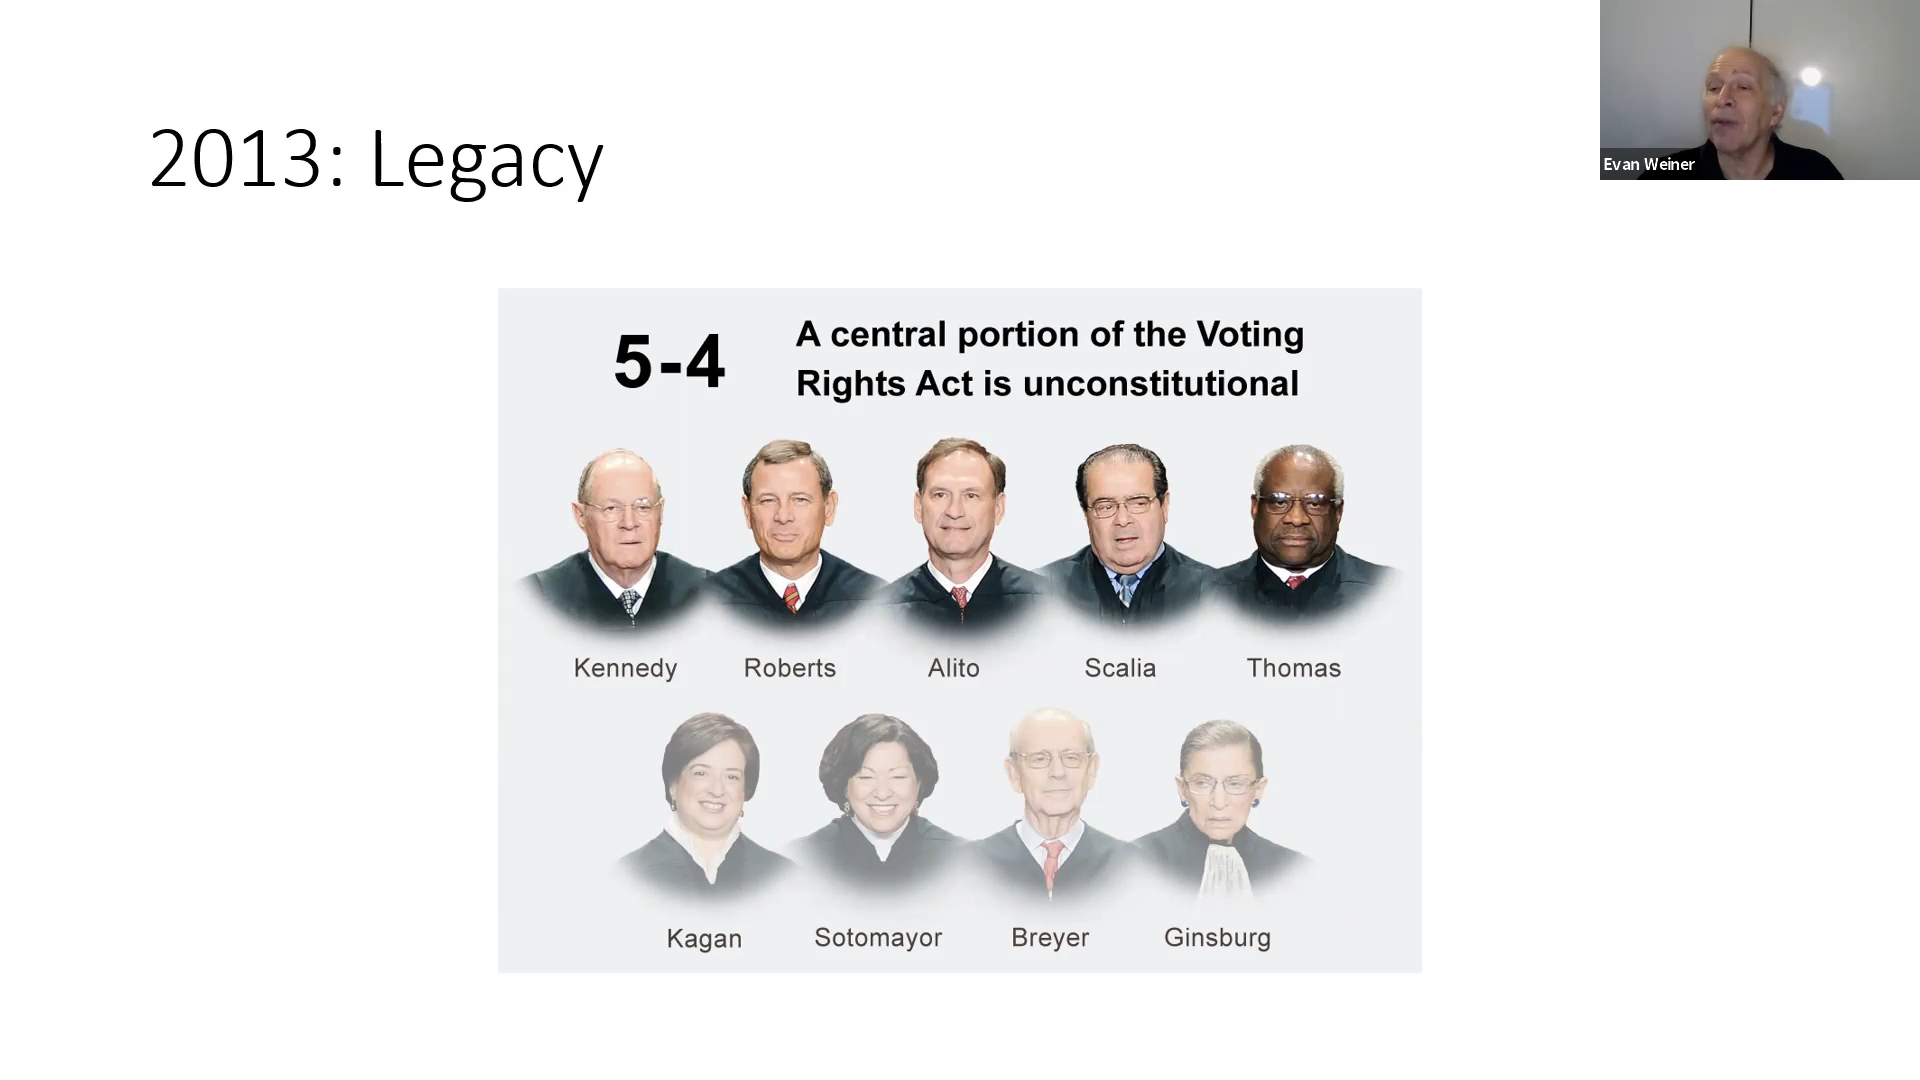 2013: Legacy
Evan Weiner
5-4
A central portion of the Voting
Rights Act is unconstitutional
Kennedy Roberts Alito Scalia Thomas
Kagan Sotomayor Breyer Ginsburg